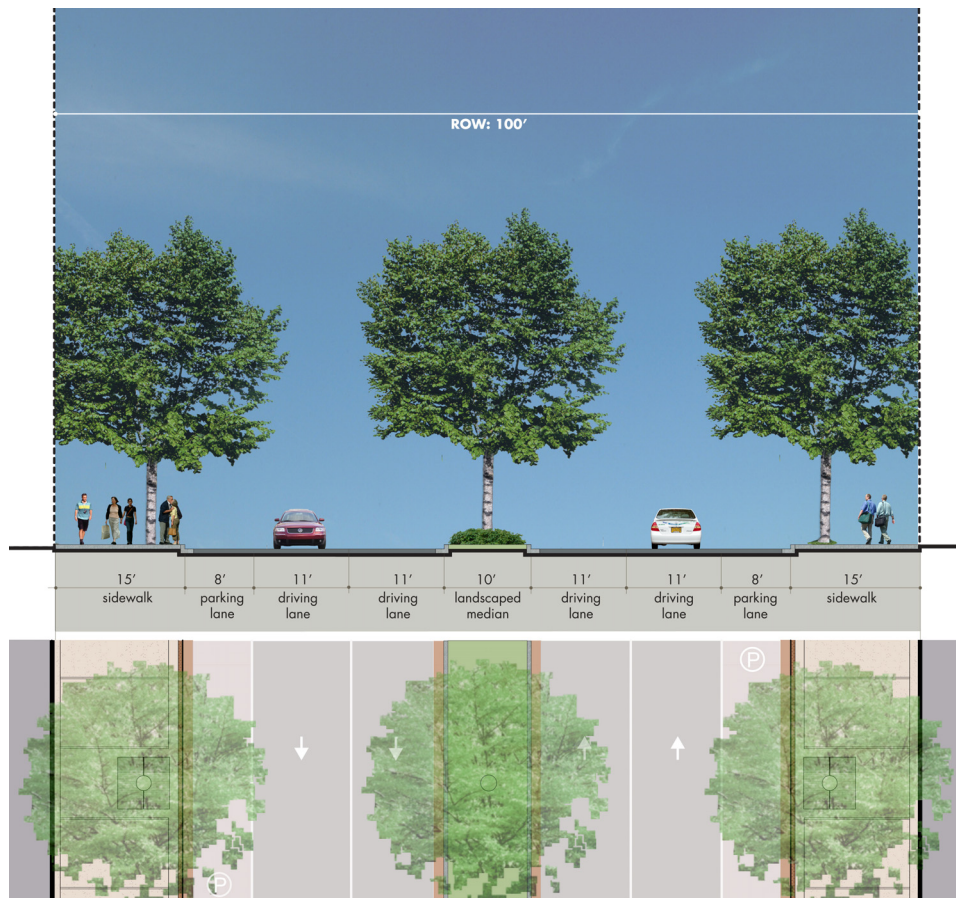 ROW: 100’
15’ 8’ 11’ 11’ 10’ 11’ 11’ 8’ 15’
sidewalk parking driving driving landscaped driving driving parking sidewalk
lane lane lane median lane lane lane
P
P